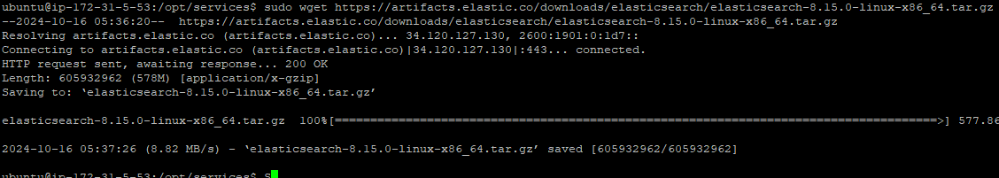 ubuntu@ip-172-31-5-53:/opt/services$ sudo wget https://artifacts.elastic.co/downloads/elasticsearch/elasticsearch-8.15.0-linux-x86_64.tar.gz
--2024-10-16 05:36:20--  https://artifacts.elastic.co/downloads/elasticsearch/elasticsearch-8.15.0-linux-x86_64.tar.gz
Resolving artifacts.elastic.co (artifacts.elastic.co)... 34.120.127.130, 2600:1901:0:1d7::
Connecting to artifacts.elastic.co (artifacts.elastic.co)|34.120.127.130|:443... connected.
HTTP request sent, awaiting response... 200 OK
Length: 605932962 (578M) [application/x-gzip]
Saving to: ‘elasticsearch-8.15.0-linux-x86_64.tar.gz’
elasticsearch-8.15.0-linux-x86_64.tar.gz  100%[=====================================================================================>] 577.86
2024-10-16 05:37:26 (8.82 MB/s) - ‘elasticsearch-8.15.0-linux-x86_64.tar.gz’ saved [605932962/605932962]
ubuntu@ip-172-31-5-53:/opt/services$ S